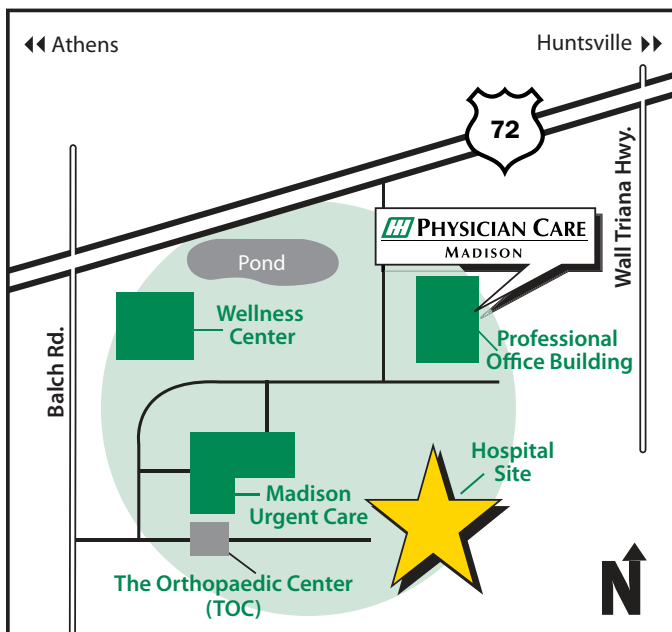 Athens
Huntsville
72
Wall Triana Hwy.
PHYSICIAN CARE
MADISON
Pond
Wellness
Center
Professional
Office Building
Balch Rd.
Hospital
Site
Madison
Urgent Care
The Orthopaedic Center
(TOC)
N